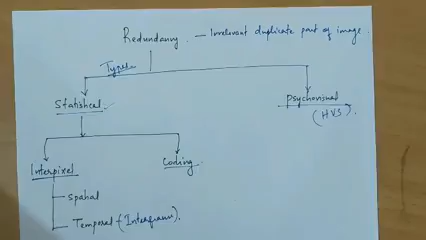 Redundancy - Irrelevant duplicate part of image.
Types
Statistical
Psychovisual
(HVS).
Interpixel
Coding
Spatial
Temporal (Interframe).